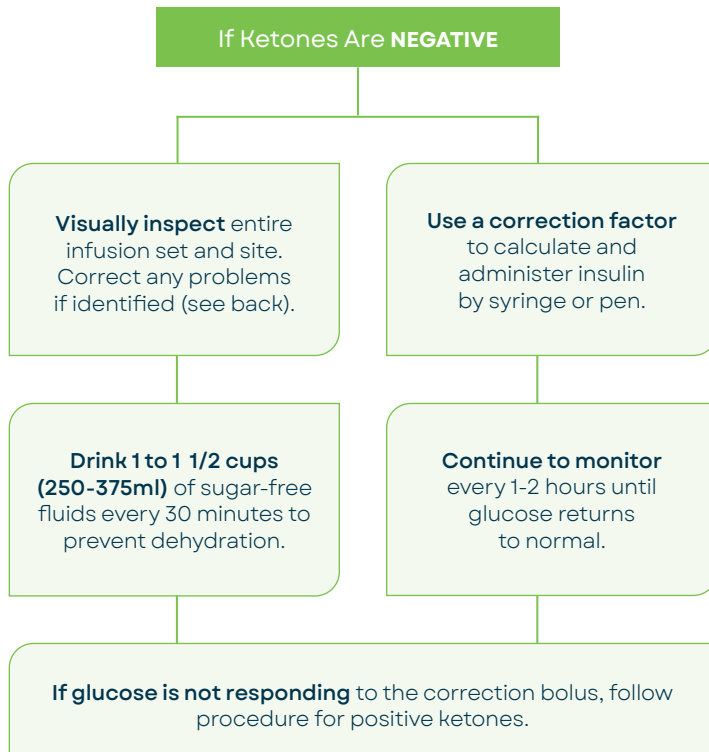 If Ketones Are NEGATIVE
Visually inspect entire
infusion set and site.
Correct any problems
if identified (see back).
Use a correction factor
to calculate and
administer insulin
by syringe or pen.
Drink 1 to 1 1/2 cups
(250-375ml) of sugar-free
fluids every 30 minutes to
prevent dehydration.
Continue to monitor
every 1-2 hours until
glucose returns
to normal.
If glucose is not responding to the correction bolus, follow
procedure for positive ketones.